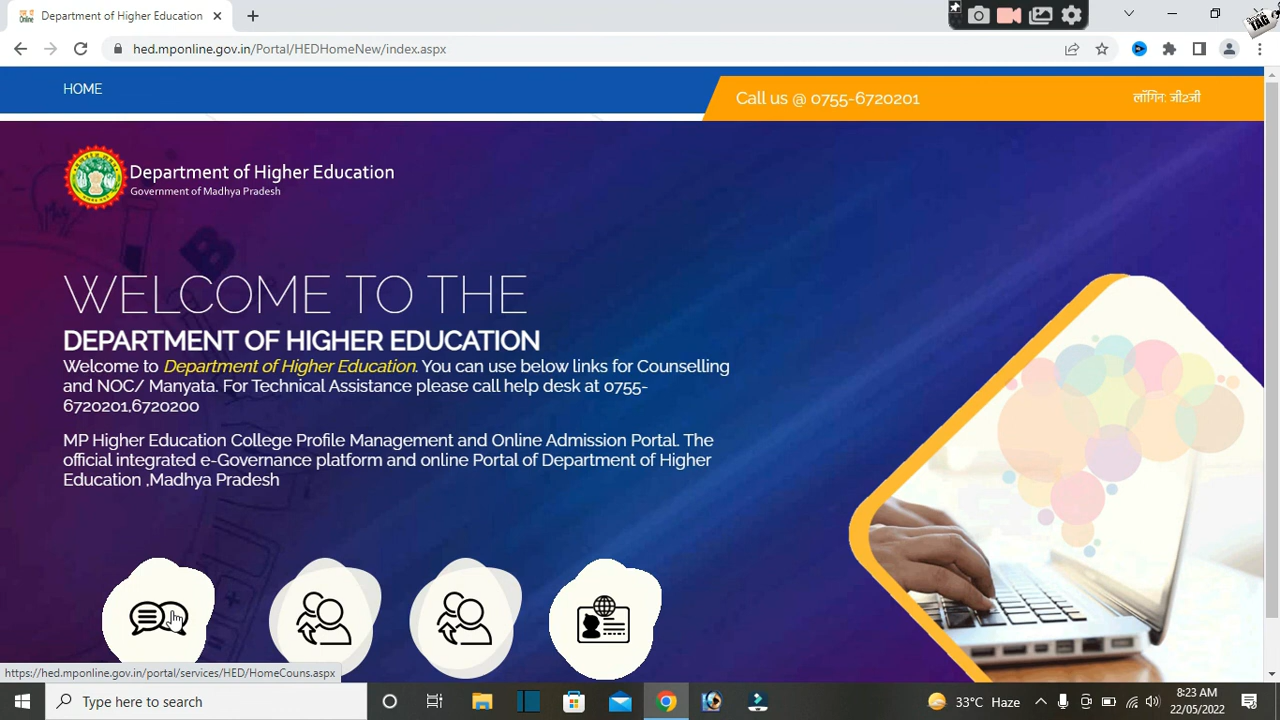 Department of Higher Education
hed.mponline.gov.in/Portal/HEDHomeNew/index.aspx
TAG
HOME
Call us @ 0755-6720201
लॉगिन: जी2जी
Department of Higher Education
Government of Madhya Pradesh
WELCOME TO THE
DEPARTMENT OF HIGHER EDUCATION
Welcome to Department of Higher Education. You can use below links for Counselling
and NOC/ Manyata. For Technical Assistance please call help desk at 0755-
6720201,6720200
MP Higher Education College Profile Management and Online Admission Portal. The
official integrated e-Governance platform and online Portal of Department of Higher
Education ,Madhya Pradesh
https://hed.mponline.gov.in/portal/services/HED/HomeCouns.aspx
Type here to search
33°C Haze
8:23 AM
22/05/2022